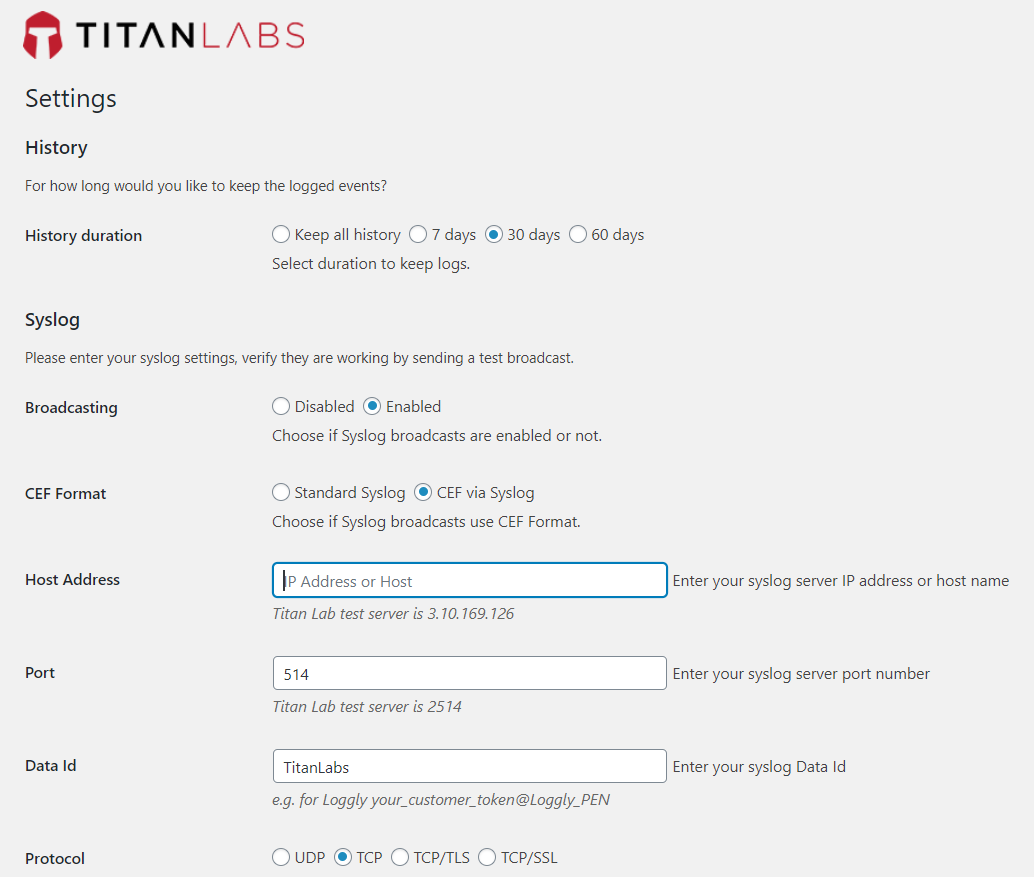 TITANLABS
Settings
History
For how long would you like to keep the logged events?
History duration
Keep all history 7 days 30 days 60 days
Select duration to keep logs.
Syslog
Please enter your syslog settings, verify they are working by sending a test broadcast.
Broadcasting
Disabled Enabled
Choose if Syslog broadcasts are enabled or not.
CEF Format
Standard Syslog CEF via Syslog
Choose if Syslog broadcasts use CEF Format.
Host Address
IP Address or Host
Enter your syslog server IP address or host name
Titan Lab test server is 3.10.169.126
Port
514
Enter your syslog server port number
Titan Lab test server is 2514
Data Id
TitanLabs
Enter your syslog Data Id
e.g. for Loggly your_customer_token@Loggly_PEN
Protocol
UDP TCP TCP/TLS TCP/SSL